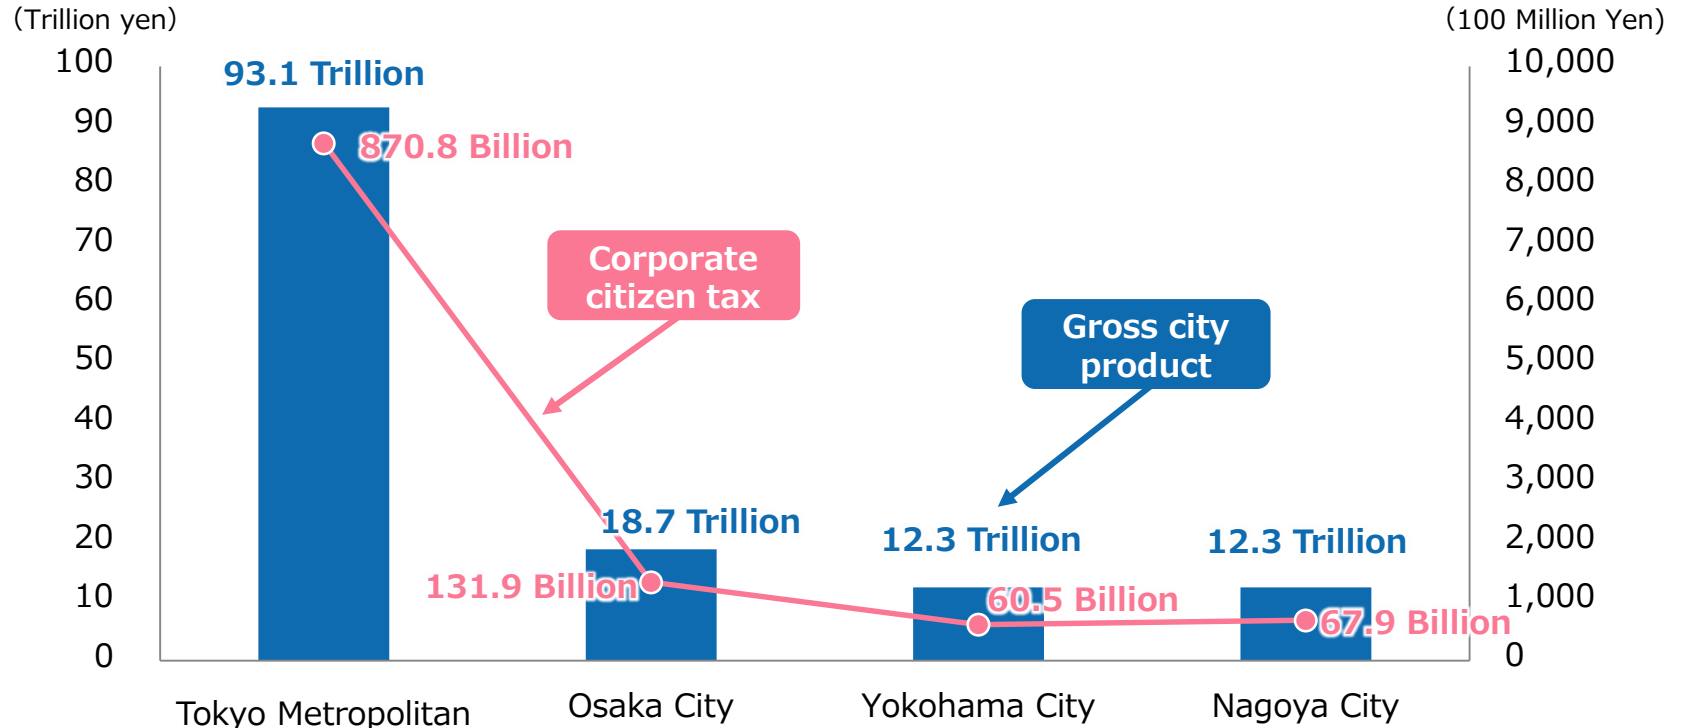 (Trillion yen)
(100 Million Yen)
100
90
80
70
60
50
40
30
20
10
0
10,000
9,000
8,000
7,000
6,000
5,000
4,000
3,000
2,000
1,000
0
93.1 Trillion
870.8 Billion
Corporate
citizen tax
Gross city
product
18.7 Trillion
131.9 Billion
12.3 Trillion
60.5 Billion
12.3 Trillion
67.9 Billion
Tokyo Metropolitan
Osaka City
Yokohama City
Nagoya City